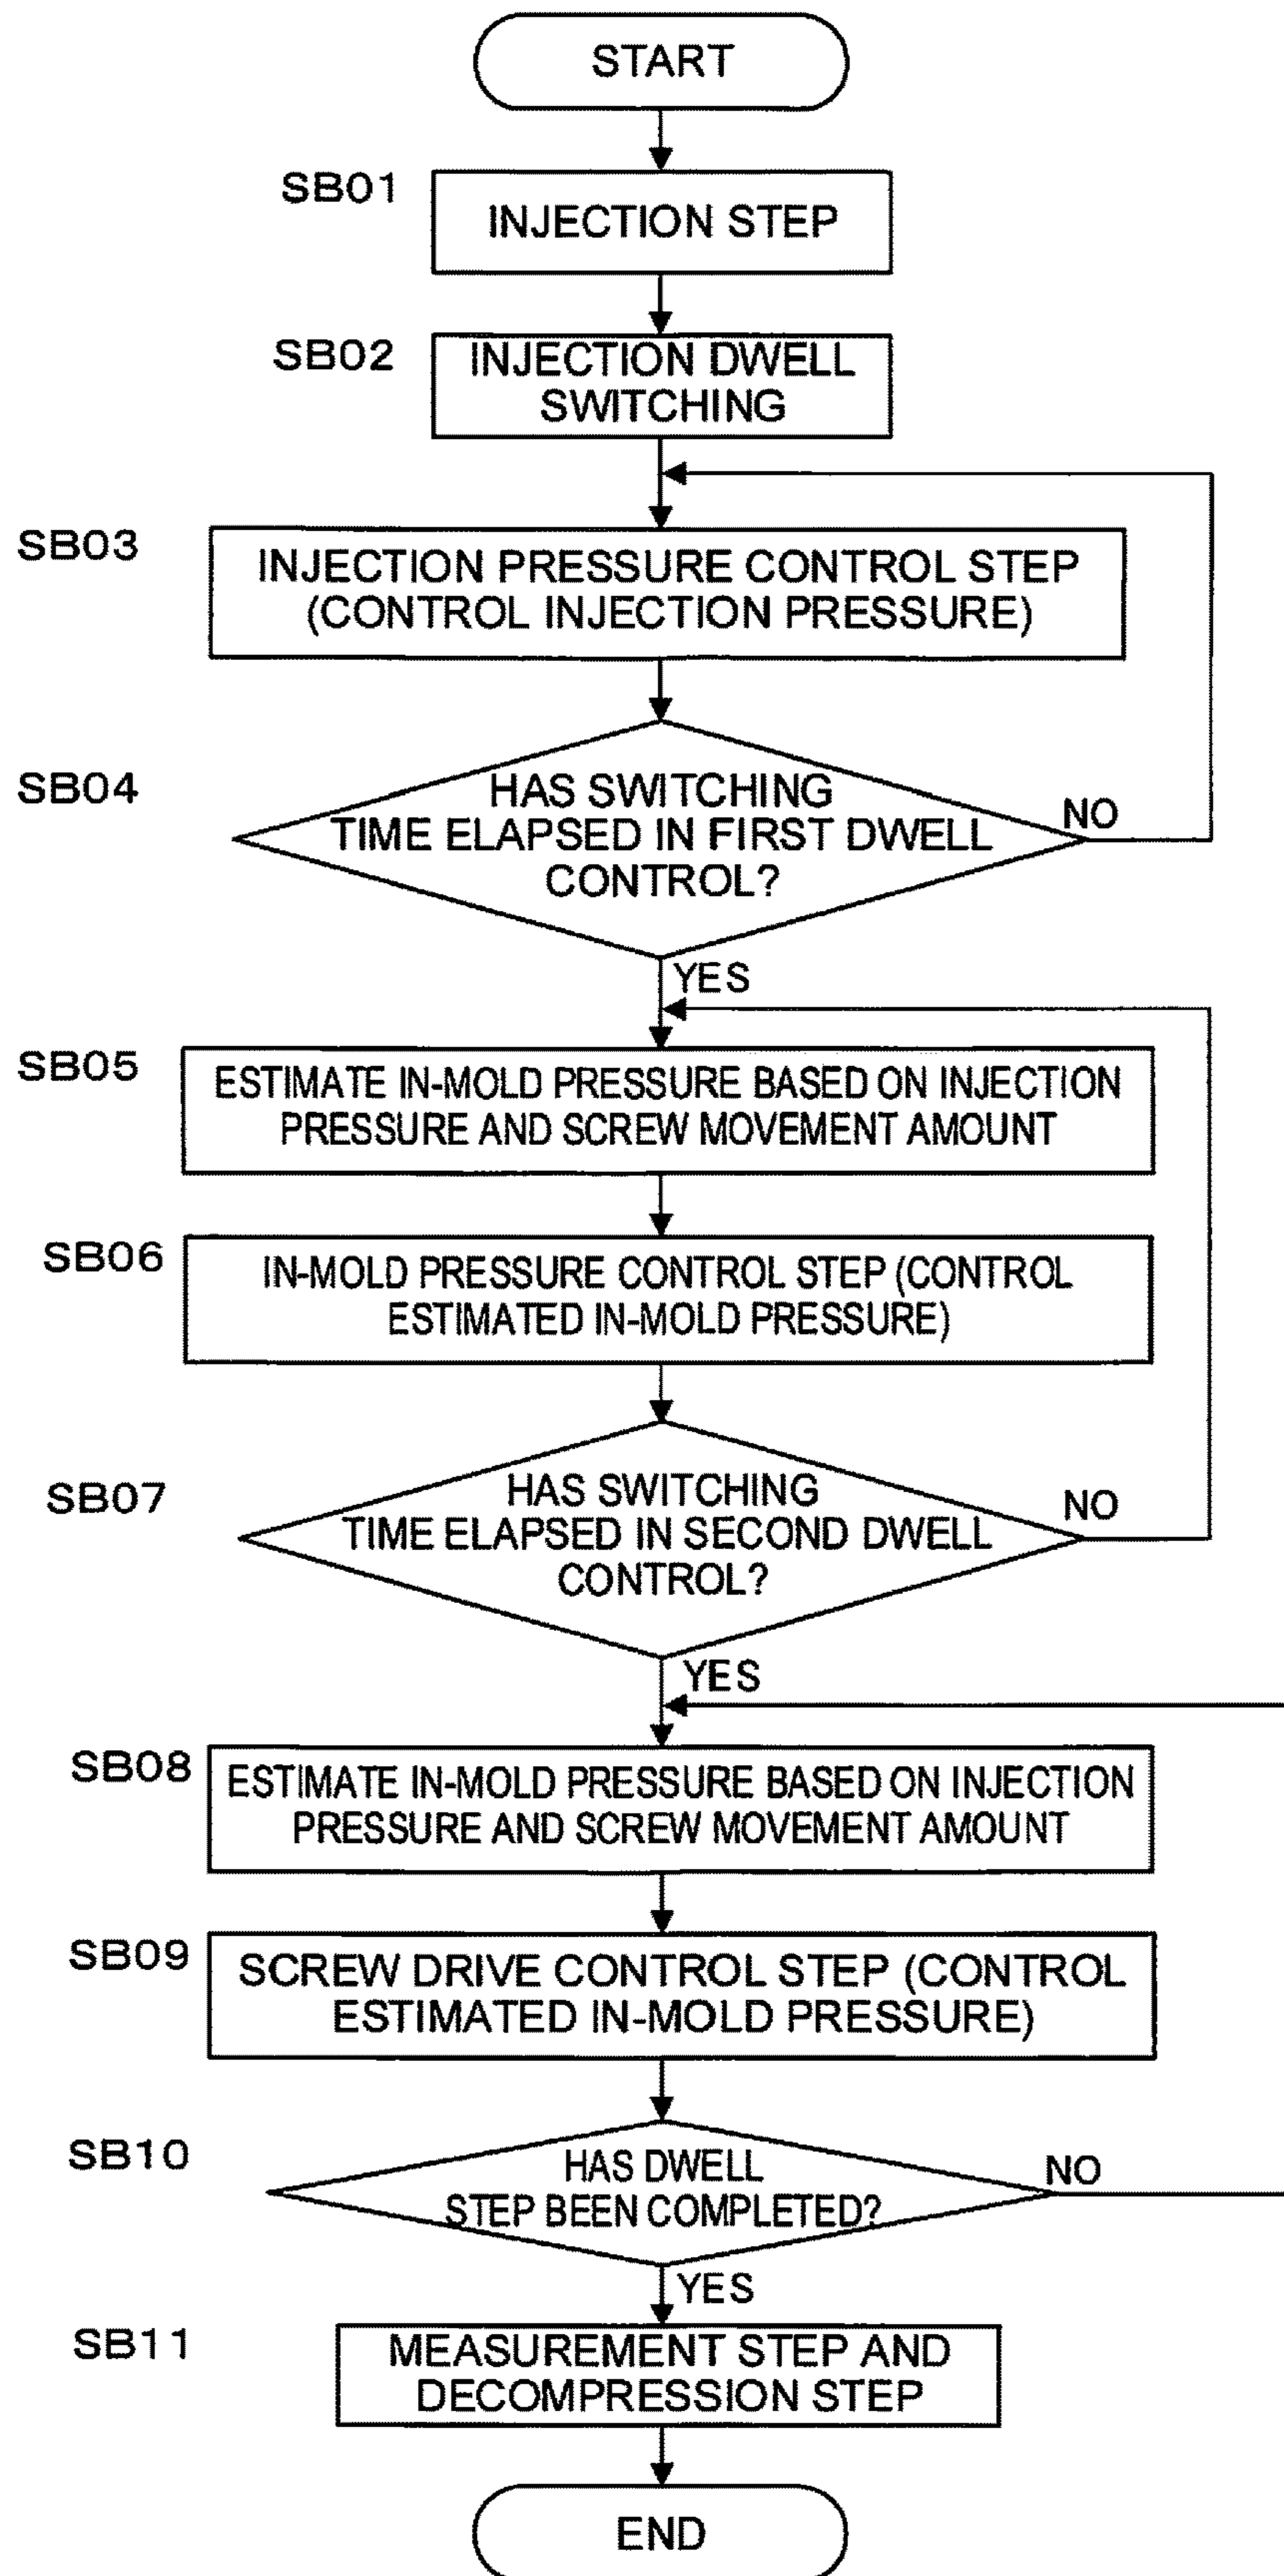 START
SB01
INJECTION STEP
SB02
INJECTION DWELL
SWITCHING
SB03
INJECTION PRESSURE CONTROL STEP
(CONTROL INJECTION PRESSURE)
SB04
HAS SWITCHING
TIME ELAPSED IN FIRST DWELL
CONTROL?
NO
YES
SB05
ESTIMATE IN-MOLD PRESSURE BASED ON INJECTION
PRESSURE AND SCREW MOVEMENT AMOUNT
SB06
IN-MOLD PRESSURE CONTROL STEP (CONTROL
ESTIMATED IN-MOLD PRESSURE)
SB07
HAS SWITCHING
TIME ELAPSED IN SECOND DWELL
CONTROL?
NO
YES
SB08
ESTIMATE IN-MOLD PRESSURE BASED ON INJECTION
PRESSURE AND SCREW MOVEMENT AMOUNT
SB09
SCREW DRIVE CONTROL STEP (CONTROL
ESTIMATED IN-MOLD PRESSURE)
SB10
HAS DWELL
STEP BEEN COMPLETED?
NO
YES
SB11
MEASUREMENT STEP AND
DECOMPRESSION STEP
END